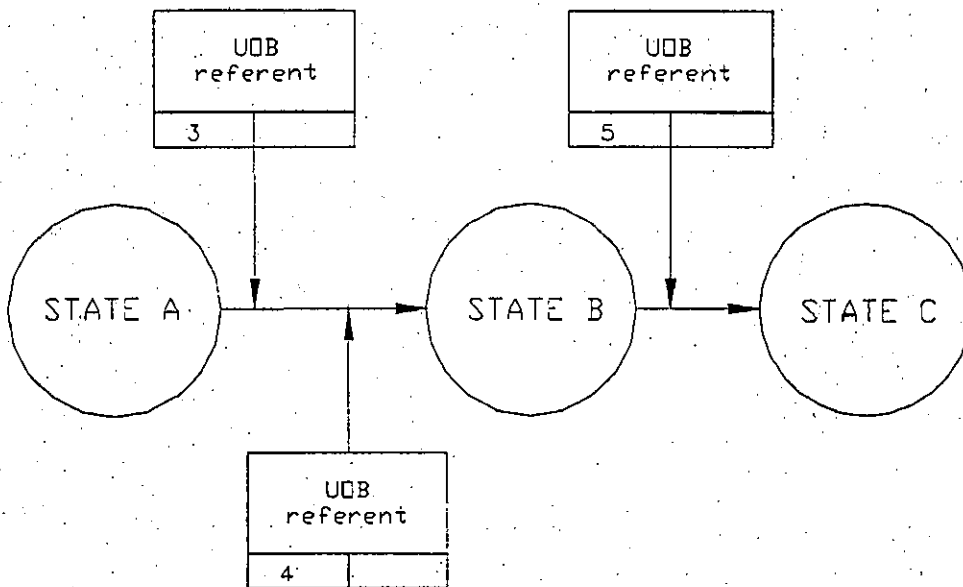 UOB
referent
3
UOB
referent
5
STATE A
STATE B
STATE C
UOB
referent
4